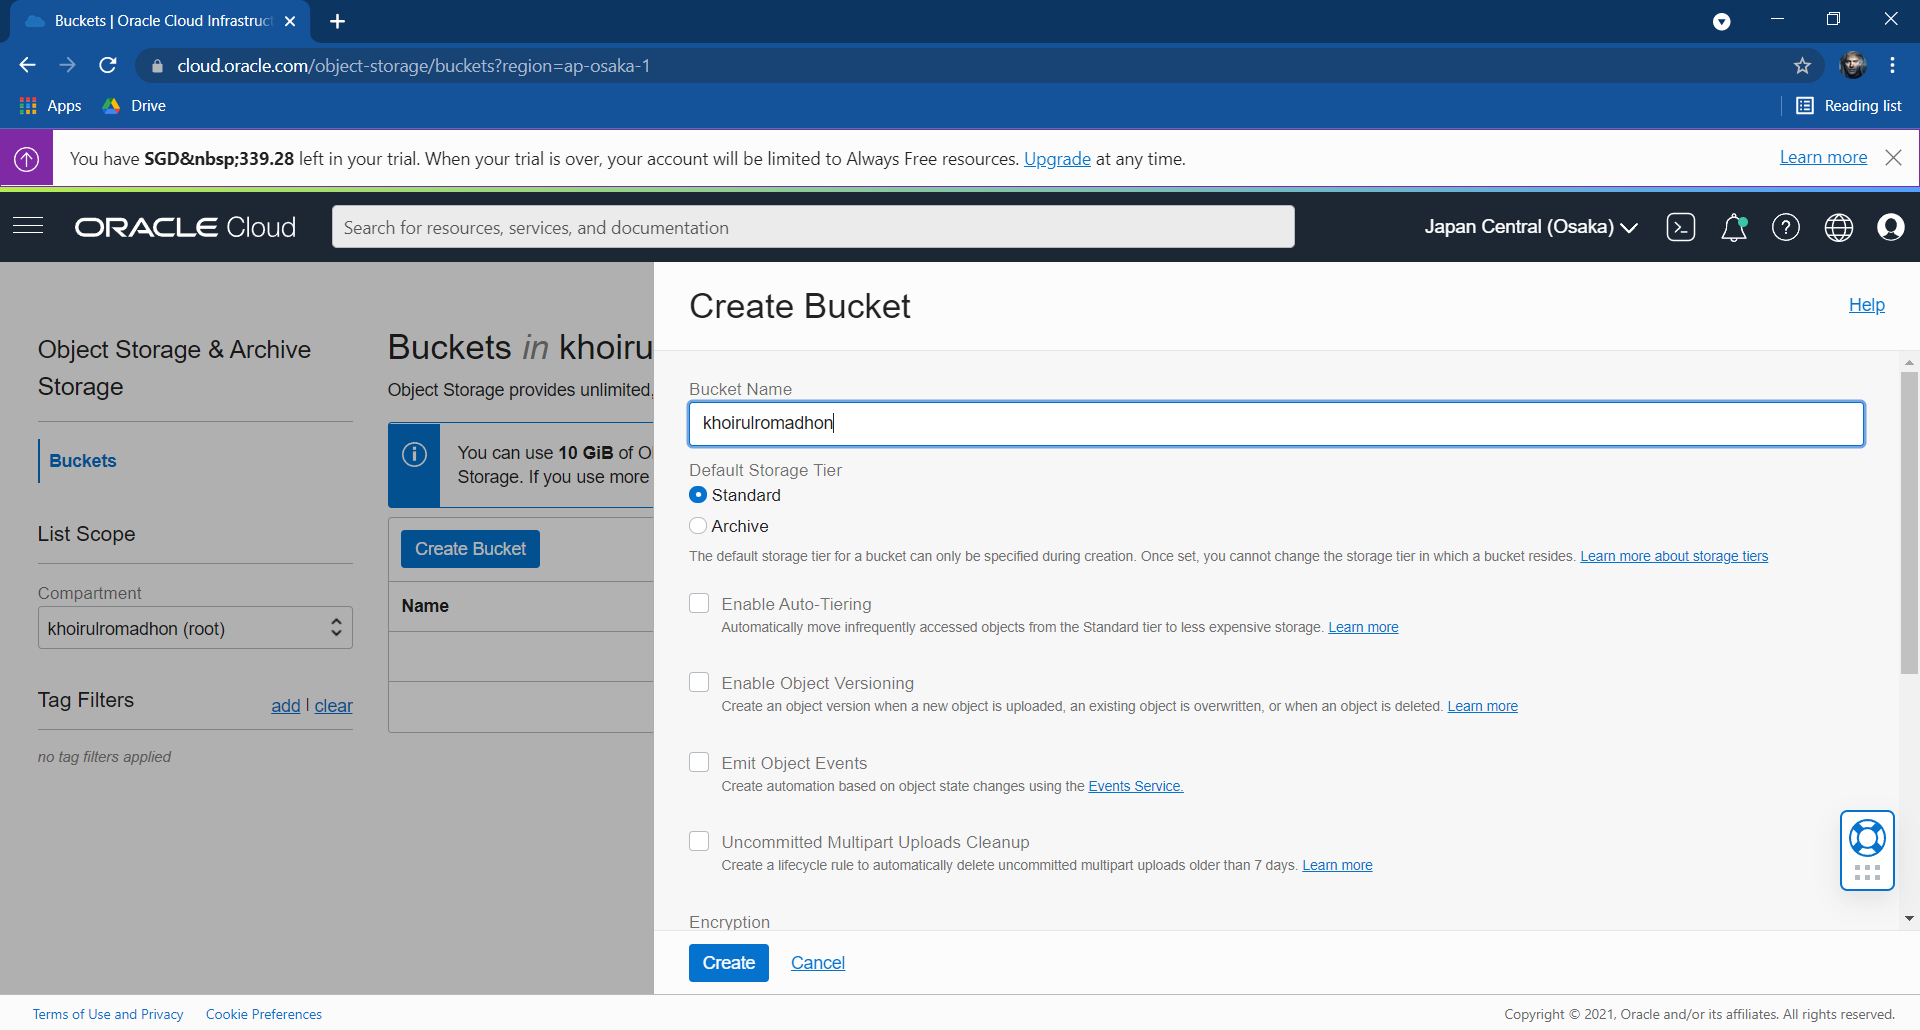 Buckets | Oracle Cloud Infrastruct
cloud.oracle.com/object-storage/buckets?region=ap-osaka-1
Apps
Drive
Reading list
You have SGD&nbsp;339.28 left in your trial. When your trial is over, your account will be limited to Always Free resources. Upgrade at any time.
Learn more
ORACLE Cloud
Search for resources, services, and documentation
Japan Central (Osaka)
Object Storage & Archive
Storage
Buckets
List Scope
Compartment
khoirulromadhon (root)
Tag Filters
add | clear
no tag filters applied
Buckets in khoiru
Object Storage provides unlimited,
You can use 10 GiB of O
Storage. If you use more
Create Bucket
Name
Create Bucket
Help
Bucket Name
khoirulromadhon
Default Storage Tier
Standard
Archive
The default storage tier for a bucket can only be specified during creation. Once set, you cannot change the storage tier in which a bucket resides. Learn more about storage tiers
Enable Auto-Tiering
Automatically move infrequently accessed objects from the Standard tier to less expensive storage. Learn more
Enable Object Versioning
Create an object version when a new object is uploaded, an existing object is overwritten, or when an object is deleted. Learn more
Emit Object Events
Create automation based on object state changes using the Events Service.
Uncommitted Multipart Uploads Cleanup
Create a lifecycle rule to automatically delete uncommitted multipart uploads older than 7 days. Learn more
Encryption
Create
Cancel
Terms of Use and Privacy
Cookie Preferences
Copyright © 2021, Oracle and/or its affiliates. All rights reserved.